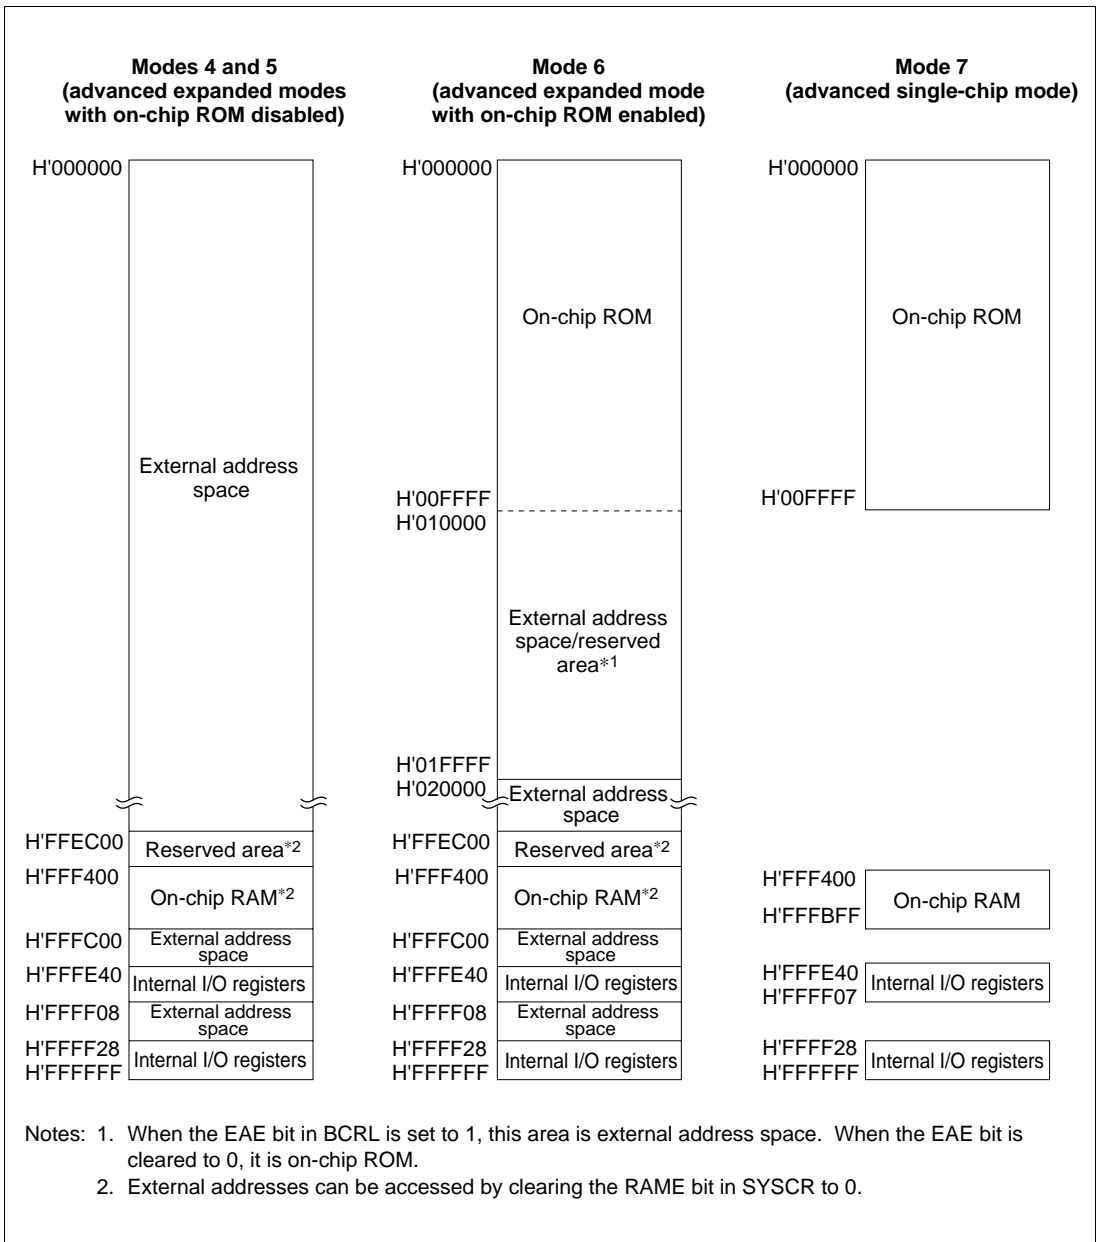 Modes 4 and 5
(advanced expanded modes
with on-chip ROM disabled)
H'000000
External address
space
H'FFEC00
Reserved area*2
H'FFF400
On-chip RAM*2
H'FFFC00
External address
space
H'FFFE40
Internal I/O registers
H'FFFF08
External address
space
H'FFFF28
Internal I/O registers
H'FFFFFF
Mode 6
(advanced expanded mode
with on-chip ROM enabled)
H'000000
On-chip ROM
H'00FFFF
H'010000
External address
space/reserved
area*1
H'01FFFF
H'020000
External address
space
H'FFEC00
Reserved area*2
H'FFF400
On-chip RAM*2
H'FFFC00
External address
space
H'FFFE40
Internal I/O registers
H'FFFF08
External address
space
H'FFFF28
Internal I/O registers
H'FFFFFF
Mode 7
(advanced single-chip mode)
H'000000
On-chip ROM
H'00FFFF
H'FFF400
On-chip RAM
H'FFFBFF
H'FFFE40
Internal I/O registers
H'FFFF07
H'FFFF28
Internal I/O registers
H'FFFFFF
Notes: 1. When the EAE bit in BCRL is set to 1, this area is external address space. When the EAE bit is
cleared to 0, it is on-chip ROM.
2. External addresses can be accessed by clearing the RAME bit in SYSCR to 0.